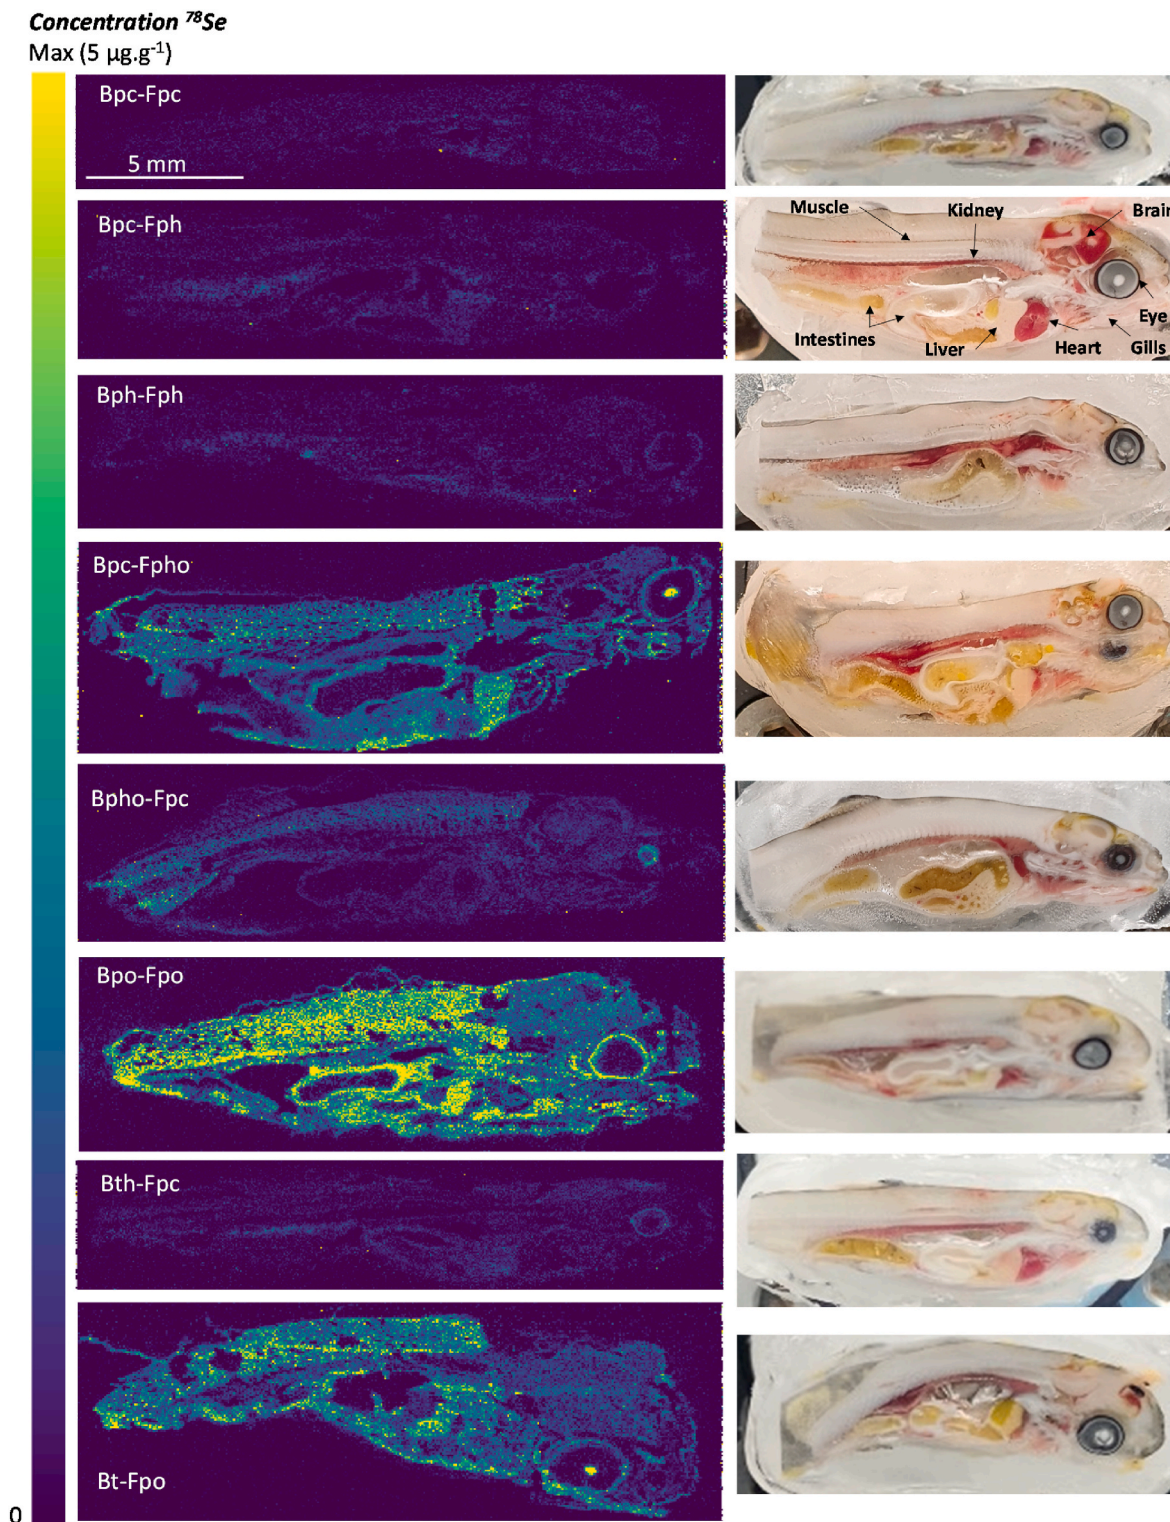 Concentration ⁷⁸Se
Max (5 µg.g⁻¹)
Bpc-Fpc
5 mm
Bpc-Fph
Muscle
Kidney
Brain
Eye
Intestines
Liver
Heart
Gills
Bph-Fph
Bpc-Fpho
Bpho-Fpc
Bpo-Fpo
Bth-Fpc
Bt-Fpo
0